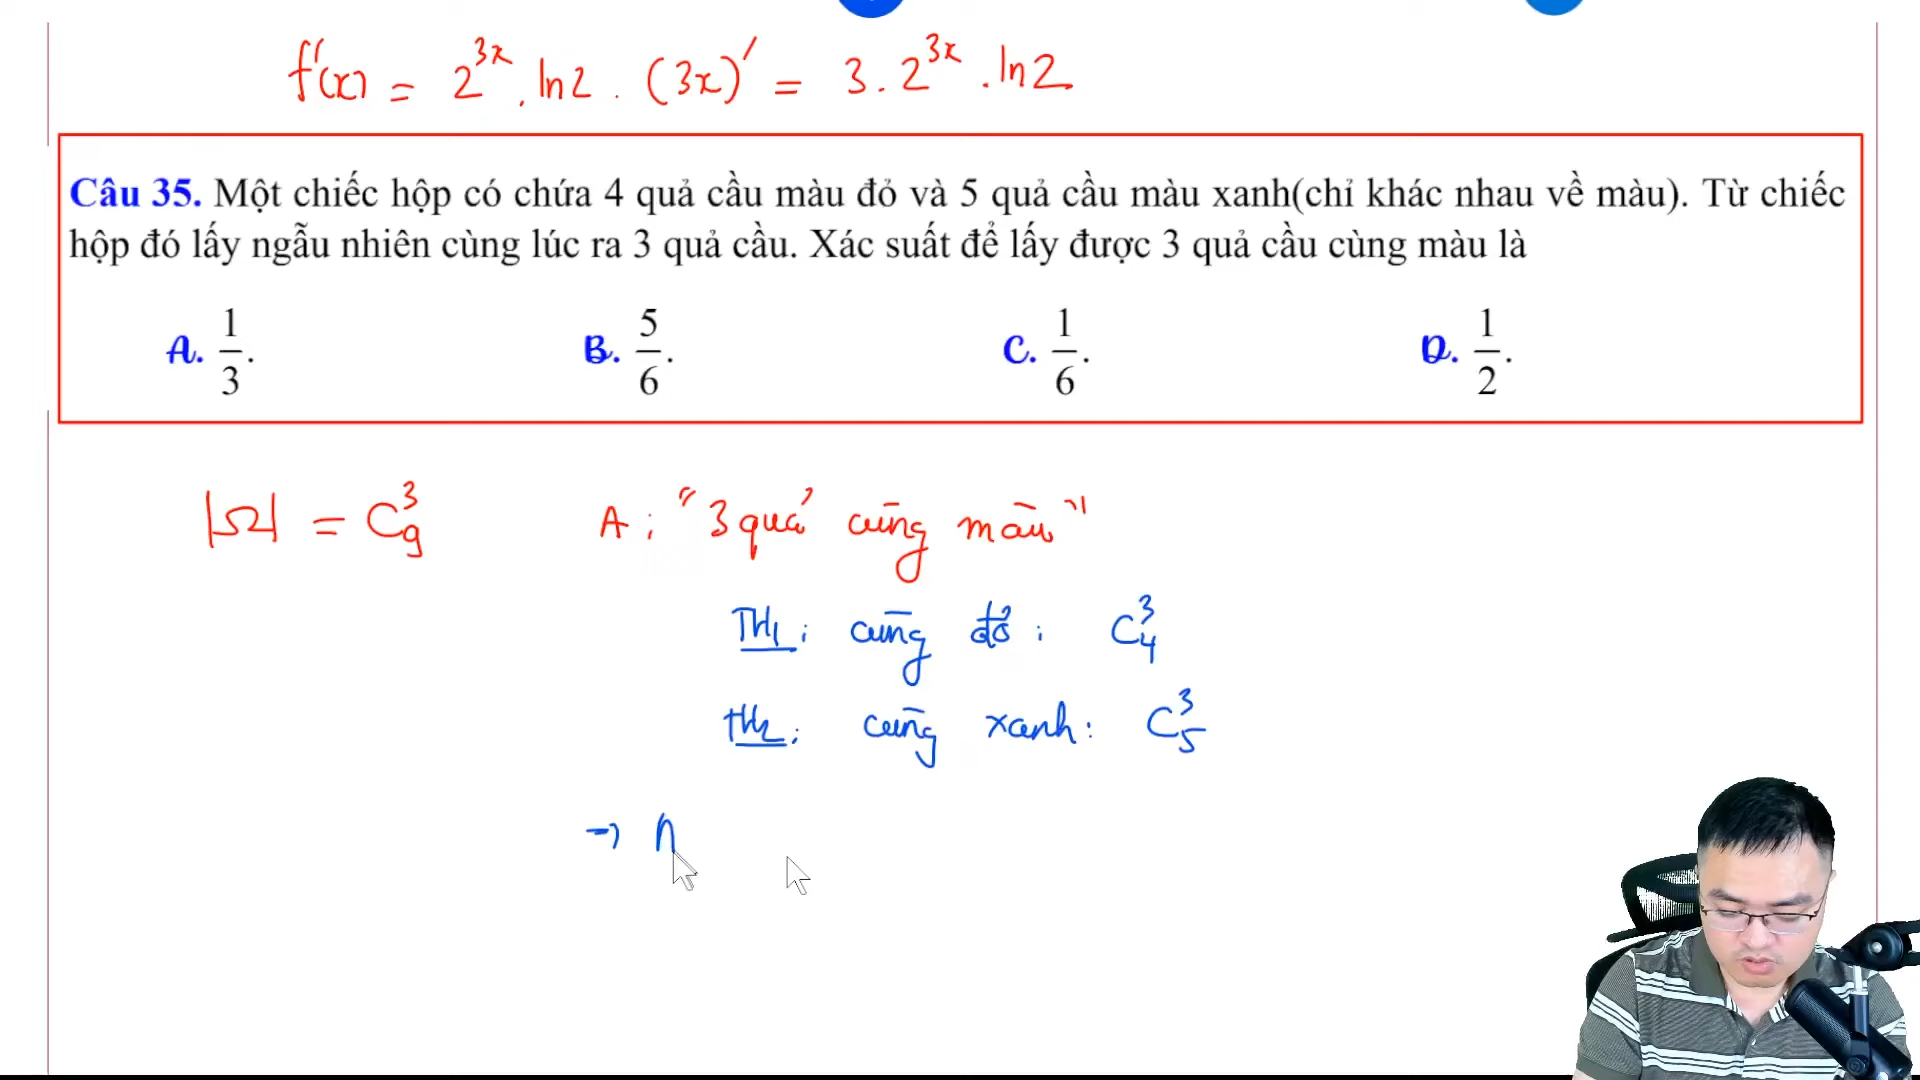 f'(x) = 2^{3x} . ln2 . (3x)' = 3 . 2^{3x} . ln2
Câu 35. Một chiếc hộp có chứa 4 quả cầu màu đỏ và 5 quả cầu màu xanh(chỉ khác nhau về màu). Từ chiếc
hộp đó lấy ngẫu nhiên cùng lúc ra 3 quả cầu. Xác suất để lấy được 3 quả cầu cùng màu là
A. 1/3. B. 5/6. C. 1/6. D. 1/2.
|Ω| = C_9^3 A : "3 quả cùng màu"
TH1 : cùng đỏ : C_4^3
TH2 : cùng xanh : C_5^3
→ n